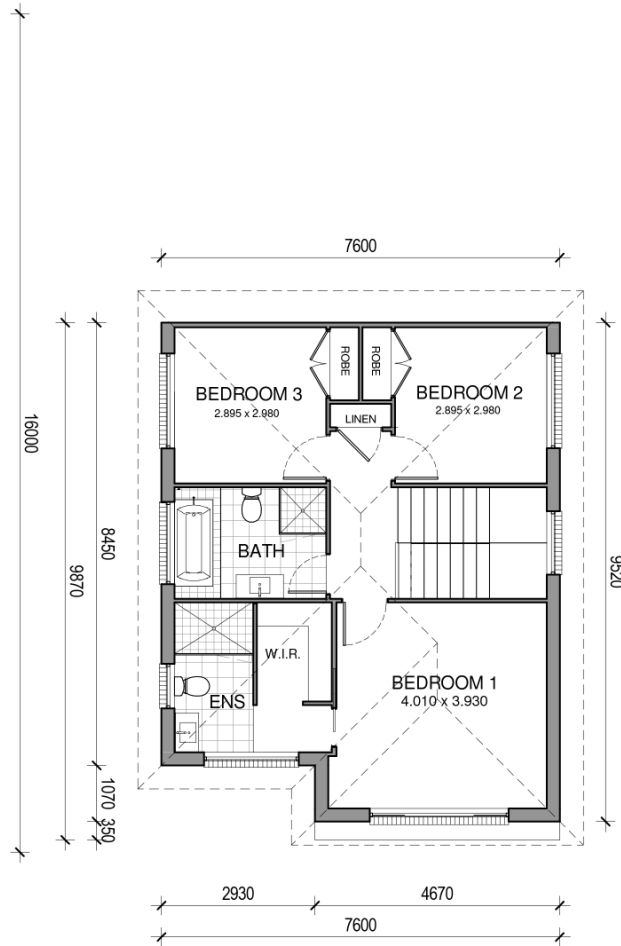 7600
ROBE
ROBE
BEDROOM 3
2.895 x 2.980
BEDROOM 2
2.895 x 2.980
LINEN
16000
8450
9870
9520
BATH
W.I.R.
ENS
BEDROOM 1
4.010 x 3.930
1070
350
2930
4670
7600